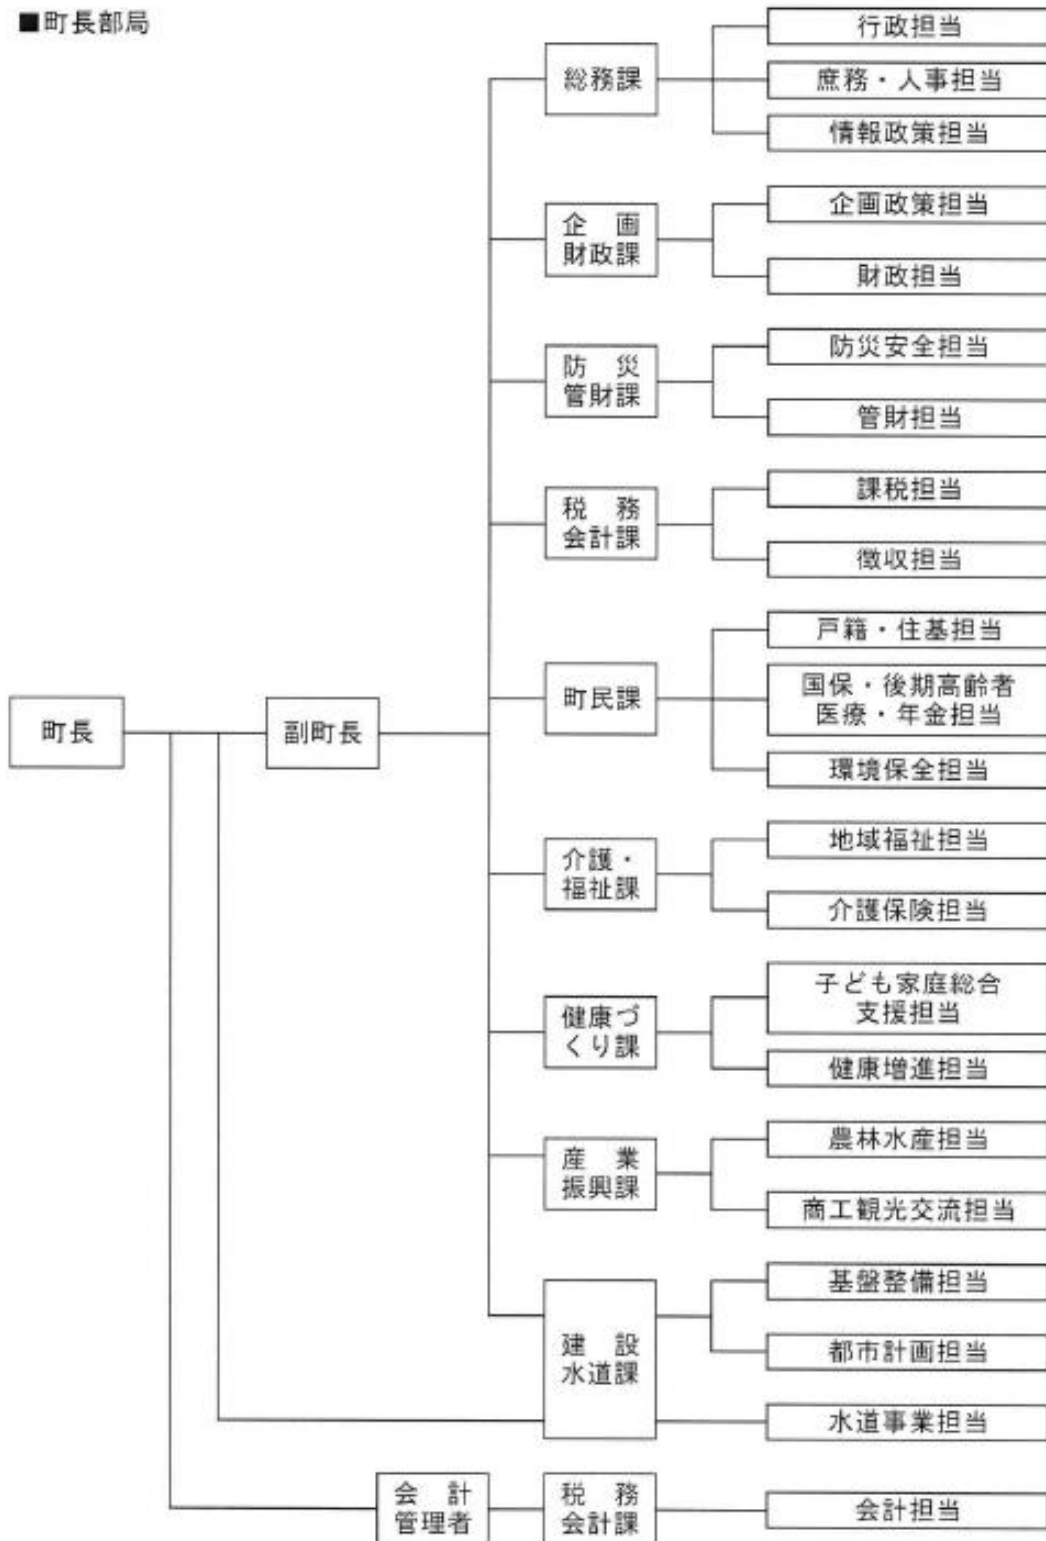 ■町長部局
町長
副町長
総務課
行政担当
庶務・人事担当
情報政策担当
企画
財政課
企画政策担当
財政担当
防災
管財課
防災安全担当
管財担当
税務
会計課
課税担当
徴収担当
町民課
戸籍・住基担当
国保・後期高齢者
医療・年金担当
環境保全担当
介護・
福祉課
地域福祉担当
介護保険担当
健康づ
くり課
子ども家庭総合
支援担当
健康増進担当
産業
振興課
農林水産担当
商工観光交流担当
建設
水道課
基盤整備担当
都市計画担当
水道事業担当
会計
管理者
税務
会計課
会計担当